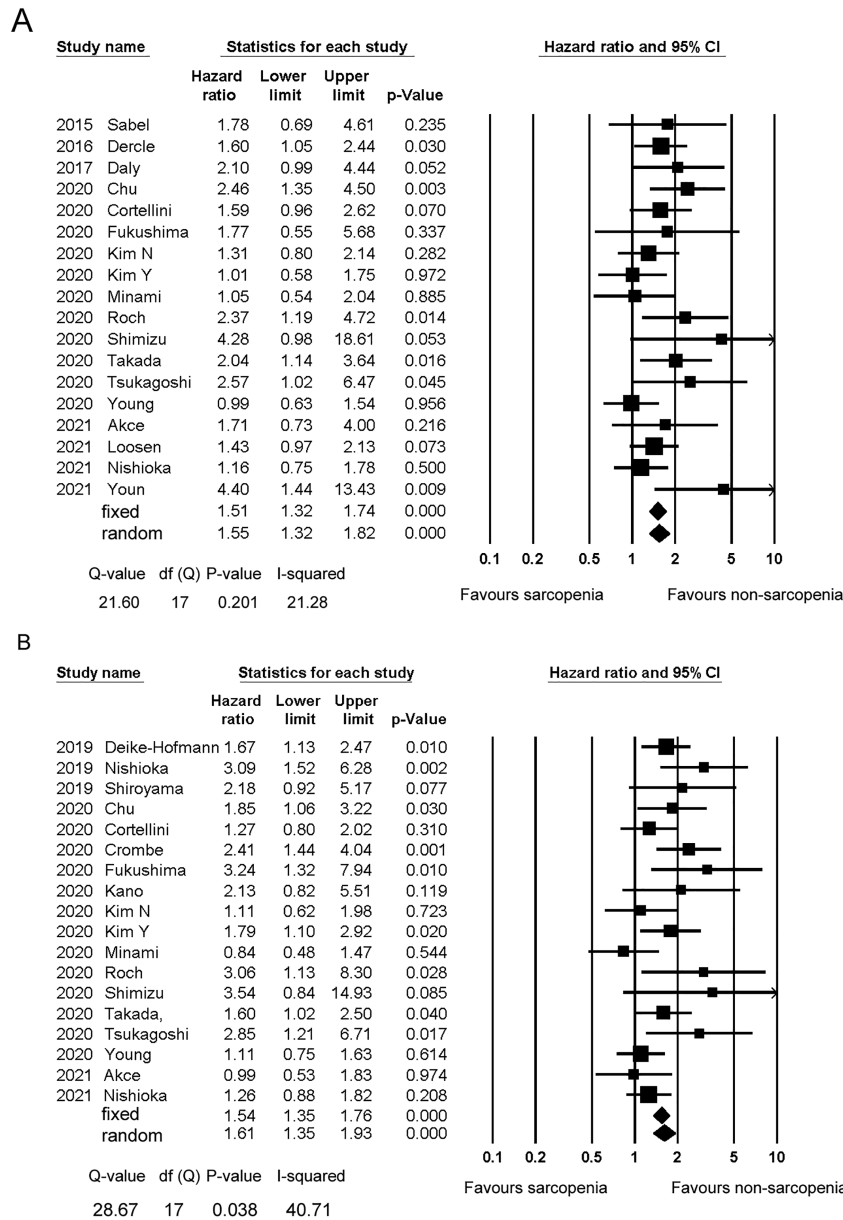 A
Study name Statistics for each study Hazard ratio and 95% CI
Hazard Lower Upper
ratio limit limit p-Value
2015 Sabel 1.78 0.69 4.61 0.235
2016 Dercle 1.60 1.05 2.44 0.030
2017 Daly 2.10 0.99 4.44 0.052
2020 Chu 2.46 1.35 4.50 0.003
2020 Cortellini 1.59 0.96 2.62 0.070
2020 Fukushima 1.77 0.55 5.68 0.337
2020 Kim N 1.31 0.80 2.14 0.282
2020 Kim Y 1.01 0.58 1.75 0.972
2020 Minami 1.05 0.54 2.04 0.885
2020 Roch 2.37 1.19 4.72 0.014
2020 Shimizu 4.28 0.98 18.61 0.053
2020 Takada 2.04 1.14 3.64 0.016
2020 Tsukagoshi 2.57 1.02 6.47 0.045
2020 Young 0.99 0.63 1.54 0.956
2021 Akce 1.71 0.73 4.00 0.216
2021 Loosen 1.43 0.97 2.13 0.073
2021 Nishioka 1.16 0.75 1.78 0.500
2021 Youn 4.40 1.44 13.43 0.009
fixed 1.51 1.32 1.74 0.000
random 1.55 1.32 1.82 0.000
0.1 0.2 0.5 1 2 5 10
Q-value df (Q) P-value I-squared
Favours sarcopenia Favours non-sarcopenia
21.60 17 0.201 21.28
B
Study name Statistics for each study Hazard ratio and 95% CI
Hazard Lower Upper
ratio limit limit p-Value
2019 Deike-Hofmann 1.67 1.13 2.47 0.010
2019 Nishioka 3.09 1.52 6.28 0.002
2019 Shiroyama 2.18 0.92 5.17 0.077
2020 Chu 1.85 1.06 3.22 0.030
2020 Cortellini 1.27 0.80 2.02 0.310
2020 Crombe 2.41 1.44 4.04 0.001
2020 Fukushima 3.24 1.32 7.94 0.010
2020 Kano 2.13 0.82 5.51 0.119
2020 Kim N 1.11 0.62 1.98 0.723
2020 Kim Y 1.79 1.10 2.92 0.020
2020 Minami 0.84 0.48 1.47 0.544
2020 Roch 3.06 1.13 8.30 0.028
2020 Shimizu 3.54 0.84 14.93 0.085
2020 Takada, 1.60 1.02 2.50 0.040
2020 Tsukagoshi 2.85 1.21 6.71 0.017
2020 Young 1.11 0.75 1.63 0.614
2021 Akce 0.99 0.53 1.83 0.974
2021 Nishioka 1.26 0.88 1.82 0.208
fixed 1.54 1.35 1.76 0.000
random 1.61 1.35 1.93 0.000
0.1 0.2 0.5 1 2 5 10
Q-value df (Q) P-value I-squared
Favours sarcopenia Favours non-sarcopenia
28.67 17 0.038 40.71